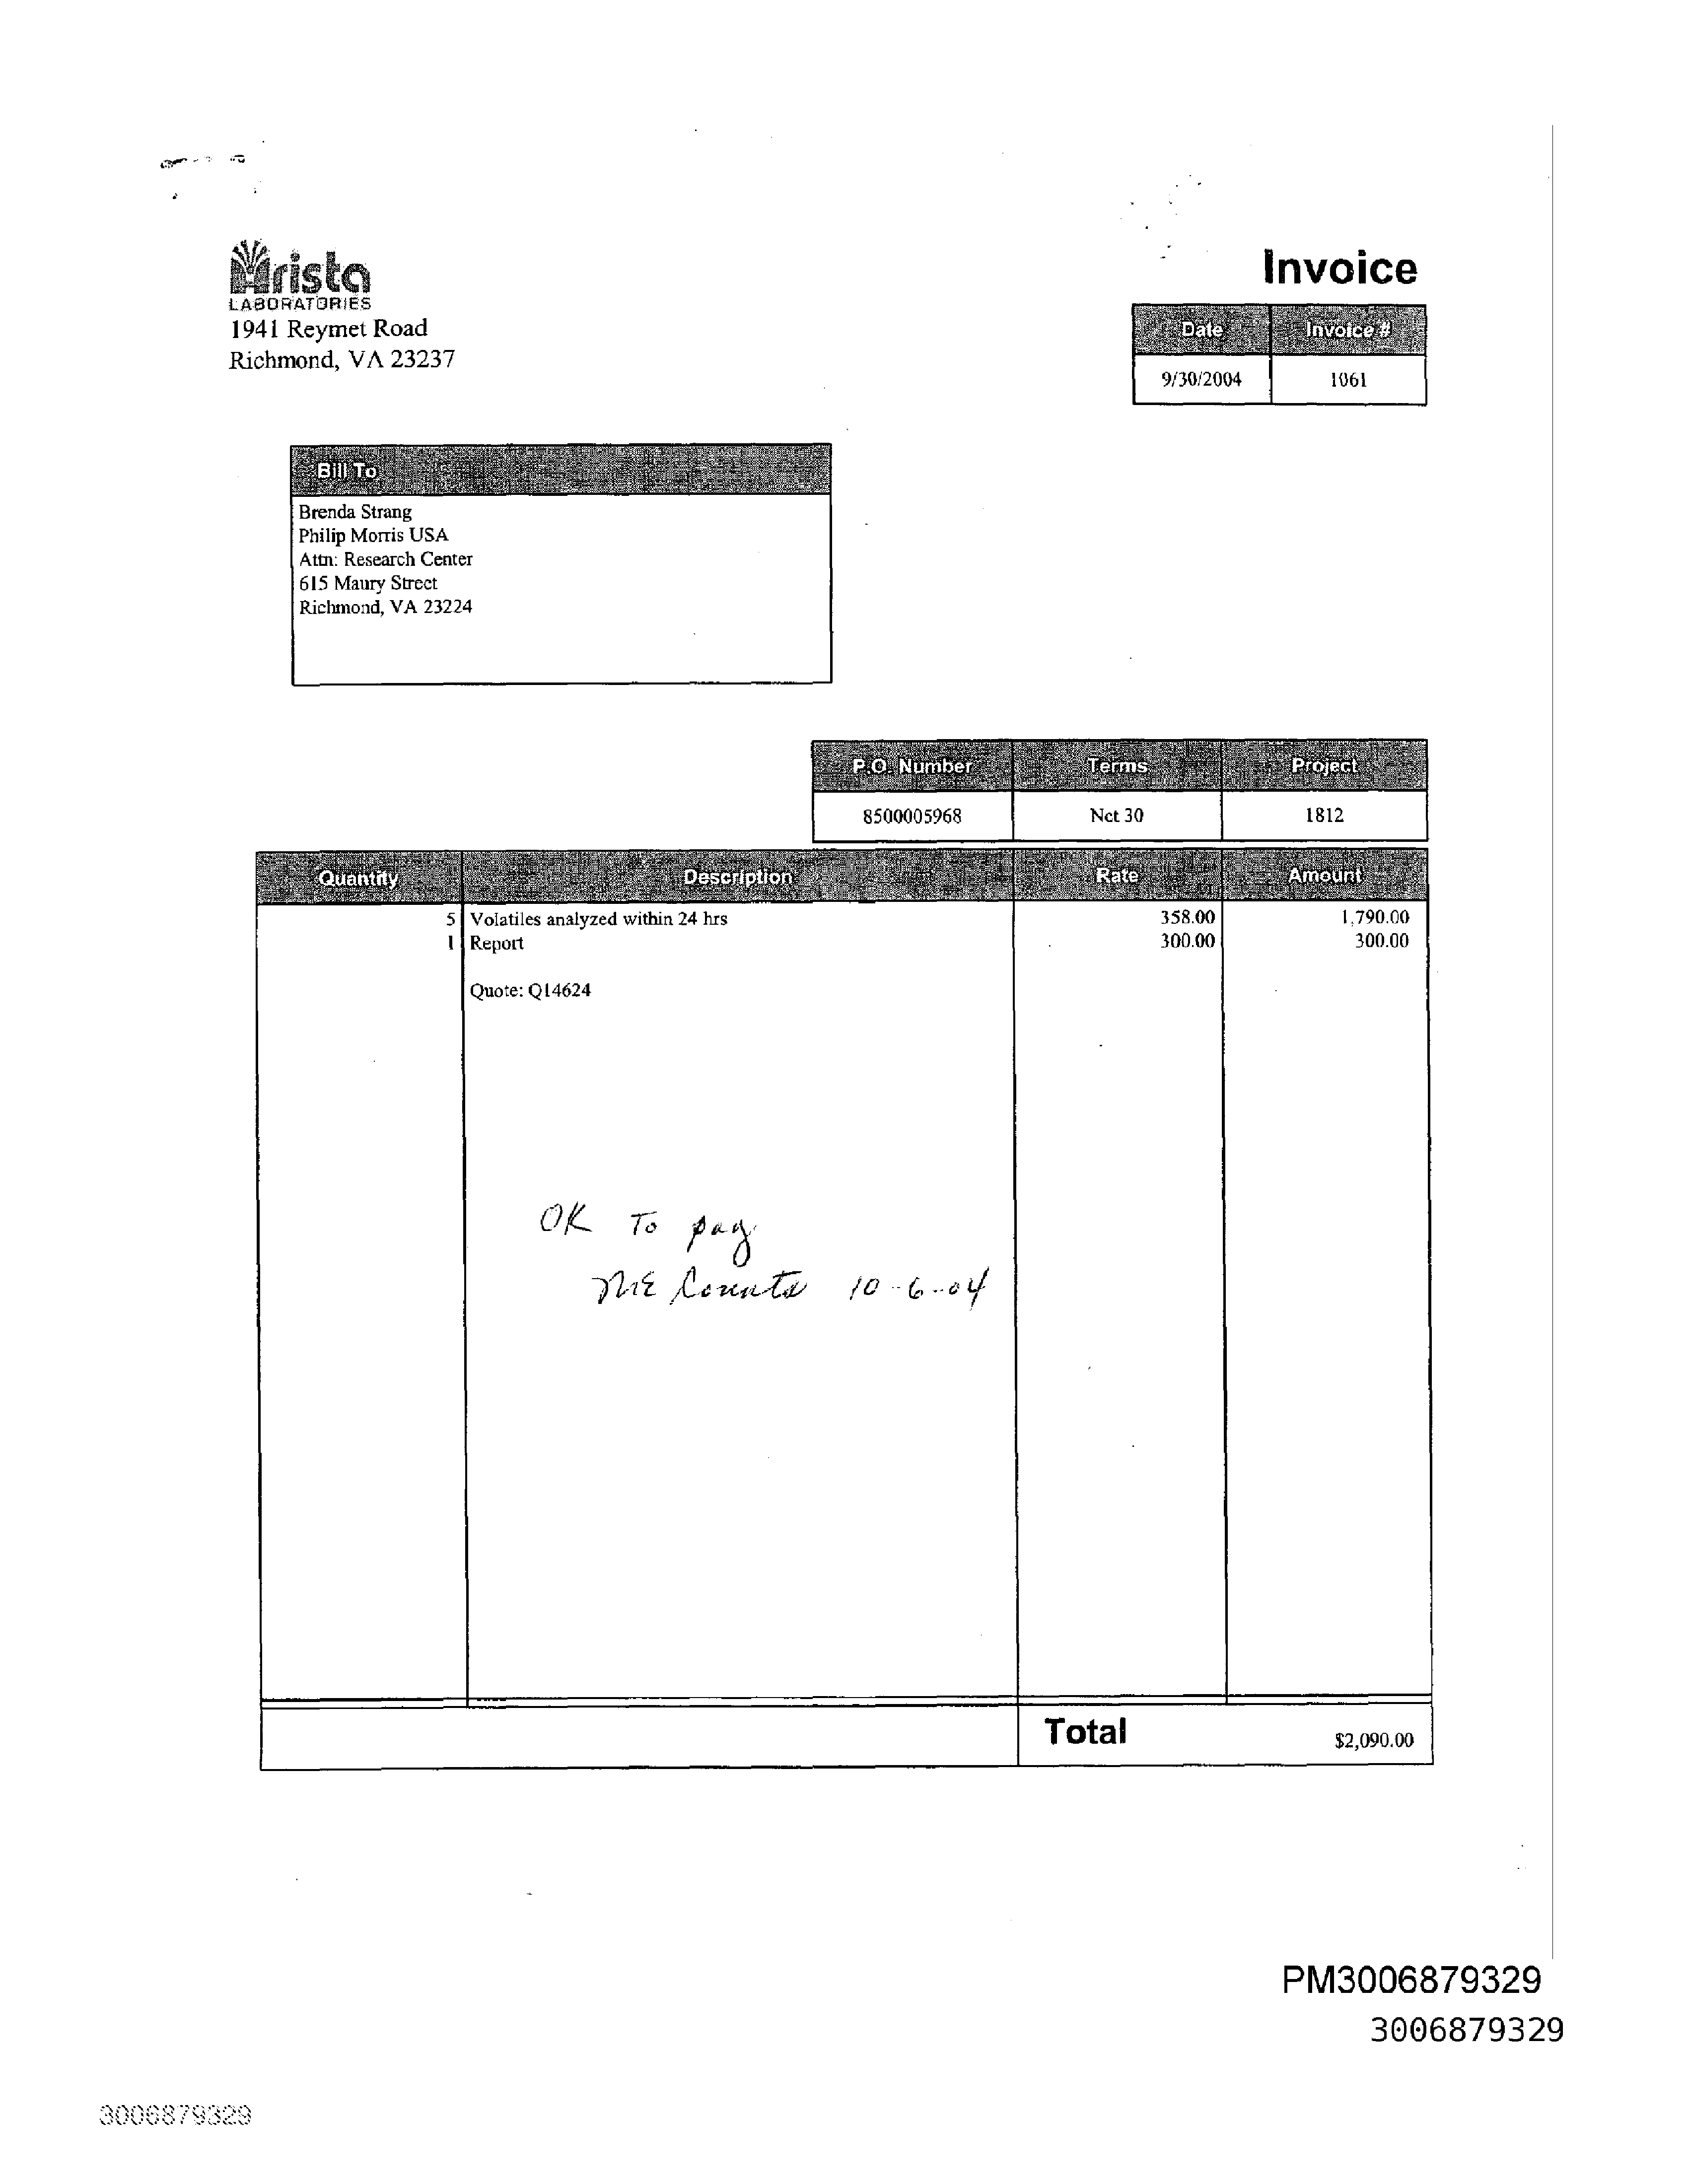 Arista
LABORATORIES
1941 Reymet Road
Richmond, VA 23237
Invoice
Date Invoice #
9/30/2004 1061
Bill To
Brenda Strang
Philip Morris USA
Attn: Research Center
615 Maury Street
Richmond, VA 23224
P.O. Number Terms Project
8500005968 Net 30 1812
Quantity Description Rate Amount
5 Volatiles analyzed within 24 hrs 358.00 1,790.00
1 Report 300.00 300.00
Quote: Q14624
OK To pay
10-6-04
Total $2,090.00
PM3006879329
3006879329
3006879329